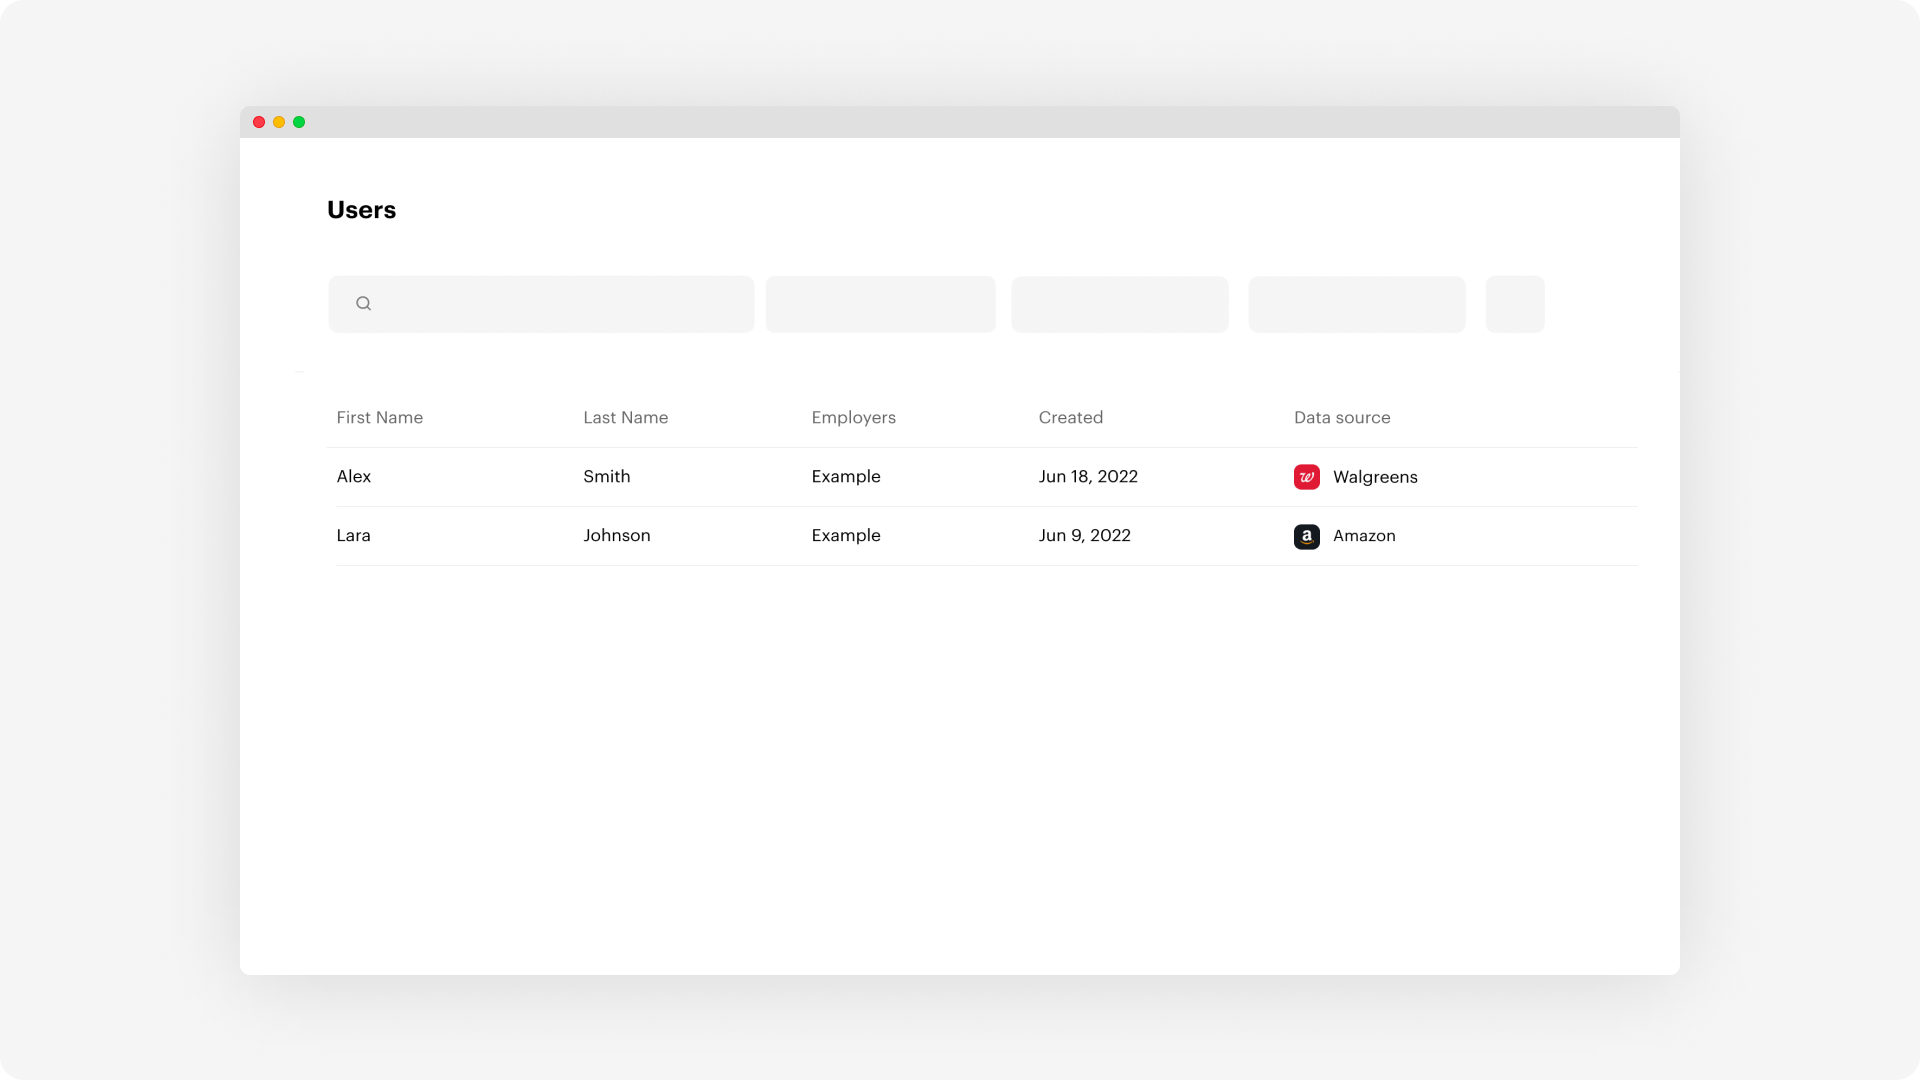 Users
First Name Last Name Employers Created Data source
Alex Smith Example Jun 18, 2022 Walgreens
Lara Johnson Example Jun 9, 2022 Amazon